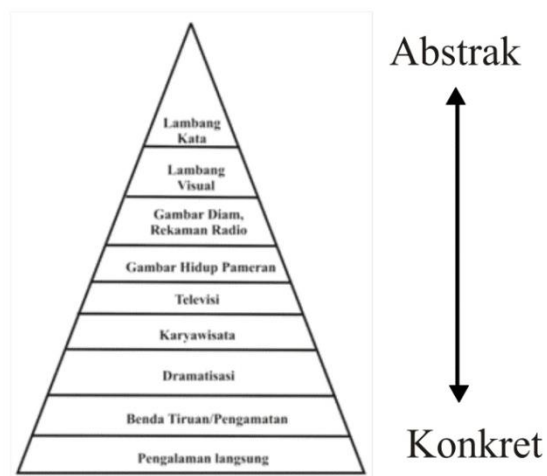 Abstrak
Lambang
Kata
Lambang
Visual
Gambar Diam,
Rekaman Radio
Gambar Hidup Pameran
Televisi
Karyawisata
Dramatisasi
Benda Tiruan/Pengamatan
Pengalaman langsung
Konkret